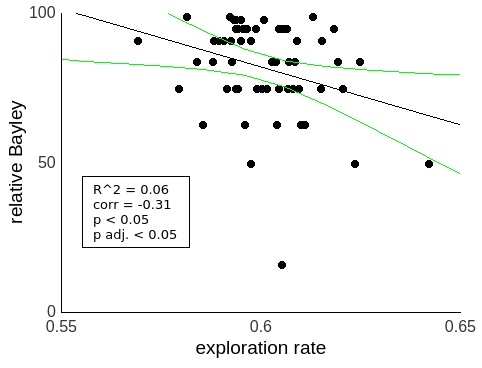 100
50
0
relative Bayley
R^2 = 0.06
corr = -0.31
p < 0.05
p adj. < 0.05
0.55
0.6
0.65
exploration rate